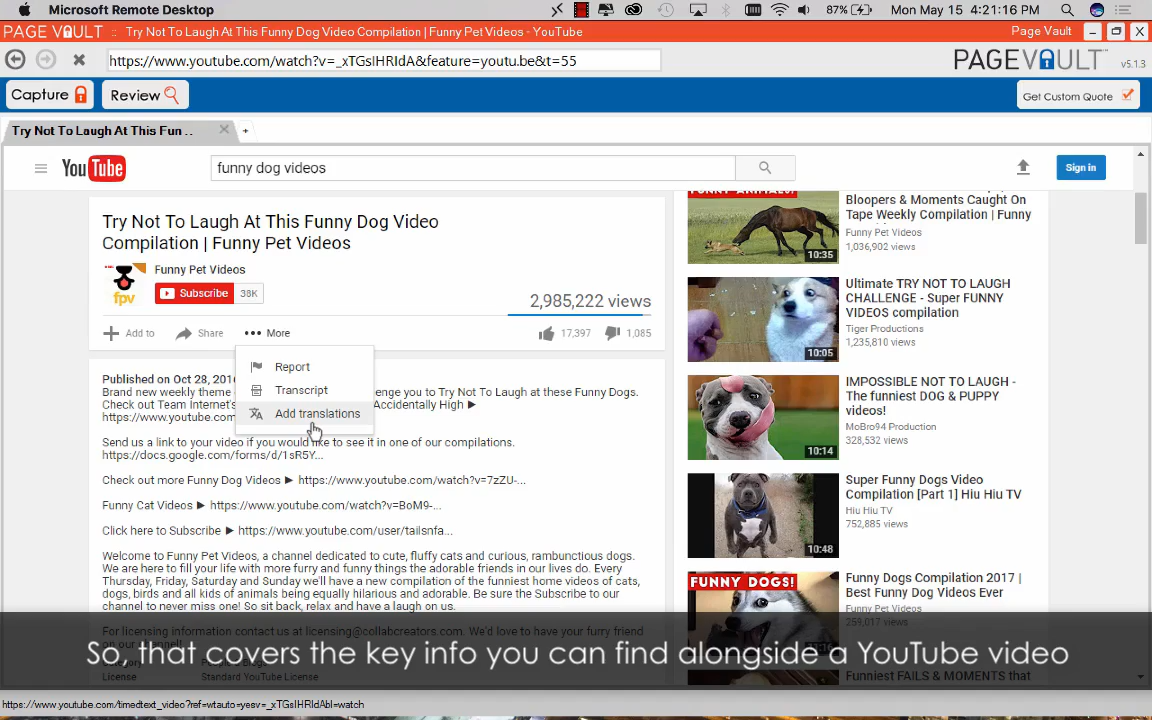 Microsoft Remote Desktop
87%
Mon May 15 4:21:16 PM
PAGE VAULT :: Try Not To Laugh At This Funny Dog Video Compilation | Funny Pet Videos - YouTube
Page Vault
https://www.youtube.com/watch?v=_xTGsIHRIdA&feature=youtu.be&t=55
PAGE VAULT™
v5.1.3
Capture
Review
Get Custom Quote
Try Not To Laugh At This Fun ..
YouTube
funny dog videos
Sign in
Try Not To Laugh At This Funny Dog Video
Compilation | Funny Pet Videos
fpv
Funny Pet Videos
Subscribe
38K
2,985,222 views
Add to
Share
More
17,397
1,085
Report
Transcript
Add translations
Published on Oct 28, 201
Brand new weekly theme
enge you to Try Not To Laugh at these Funny Dogs.
Check out Team Internet's
Accidentally High ►
https://www.youtube.com
Send us a link to your video if you would like to see it in one of our compilations.
https://docs.google.com/forms/d/1sR5Y...
Check out more Funny Dog Videos ► https://www.youtube.com/watch?v=7zZU-...
Funny Cat Videos ► https://www.youtube.com/watch?v=BoM9-...
Click here to Subscribe ► https://www.youtube.com/user/tailsnfa...
Welcome to Funny Pet Videos, a channel dedicated to cute, fluffy cats and curious, rambunctious dogs.
We are here to fill your life with more furry and funny things the adorable friends in our lives do. Every
Thursday, Friday, Saturday and Sunday we'll have a new compilation of the funniest home videos of cats,
dogs, birds and all kids of animals being equally hilarious and adorable. Be sure the Subscribe to our
channel to never miss one! So sit back, relax and have a laugh on us.
For licensing information contact us at licensing@collabcreators.com. We'd love to have your furry friend
on our channel
License
Standard YouTube License
FUNNY ANIMALS!
10:35
Bloopers & Moments Caught On
Tape Weekly Compilation | Funny
Funny Pet Videos
1,036,902 views
10:05
Ultimate TRY NOT TO LAUGH
CHALLENGE - Super FUNNY
VIDEOS compilation
Tiger Productions
1,235,810 views
10:14
IMPOSSIBLE NOT TO LAUGH -
The funniest DOG & PUPPY
videos!
MoBro94 Production
328,532 views
10:48
Super Funny Dogs Video
Compilation [Part 1] Hiu Hiu TV
Hiu Hiu TV
752,885 views
FUNNY DOGS!
Funny Dogs Compilation 2017 |
Best Funny Dog Videos Ever
Funny Pet Videos
259,017 views
Funniest FAILS & MOMENTS that
So, that covers the key info you can find alongside a YouTube video
https://www.youtube.com/timedtext_video?ref=wtauto=yesv=_xTGsIHRIdAbl=watch